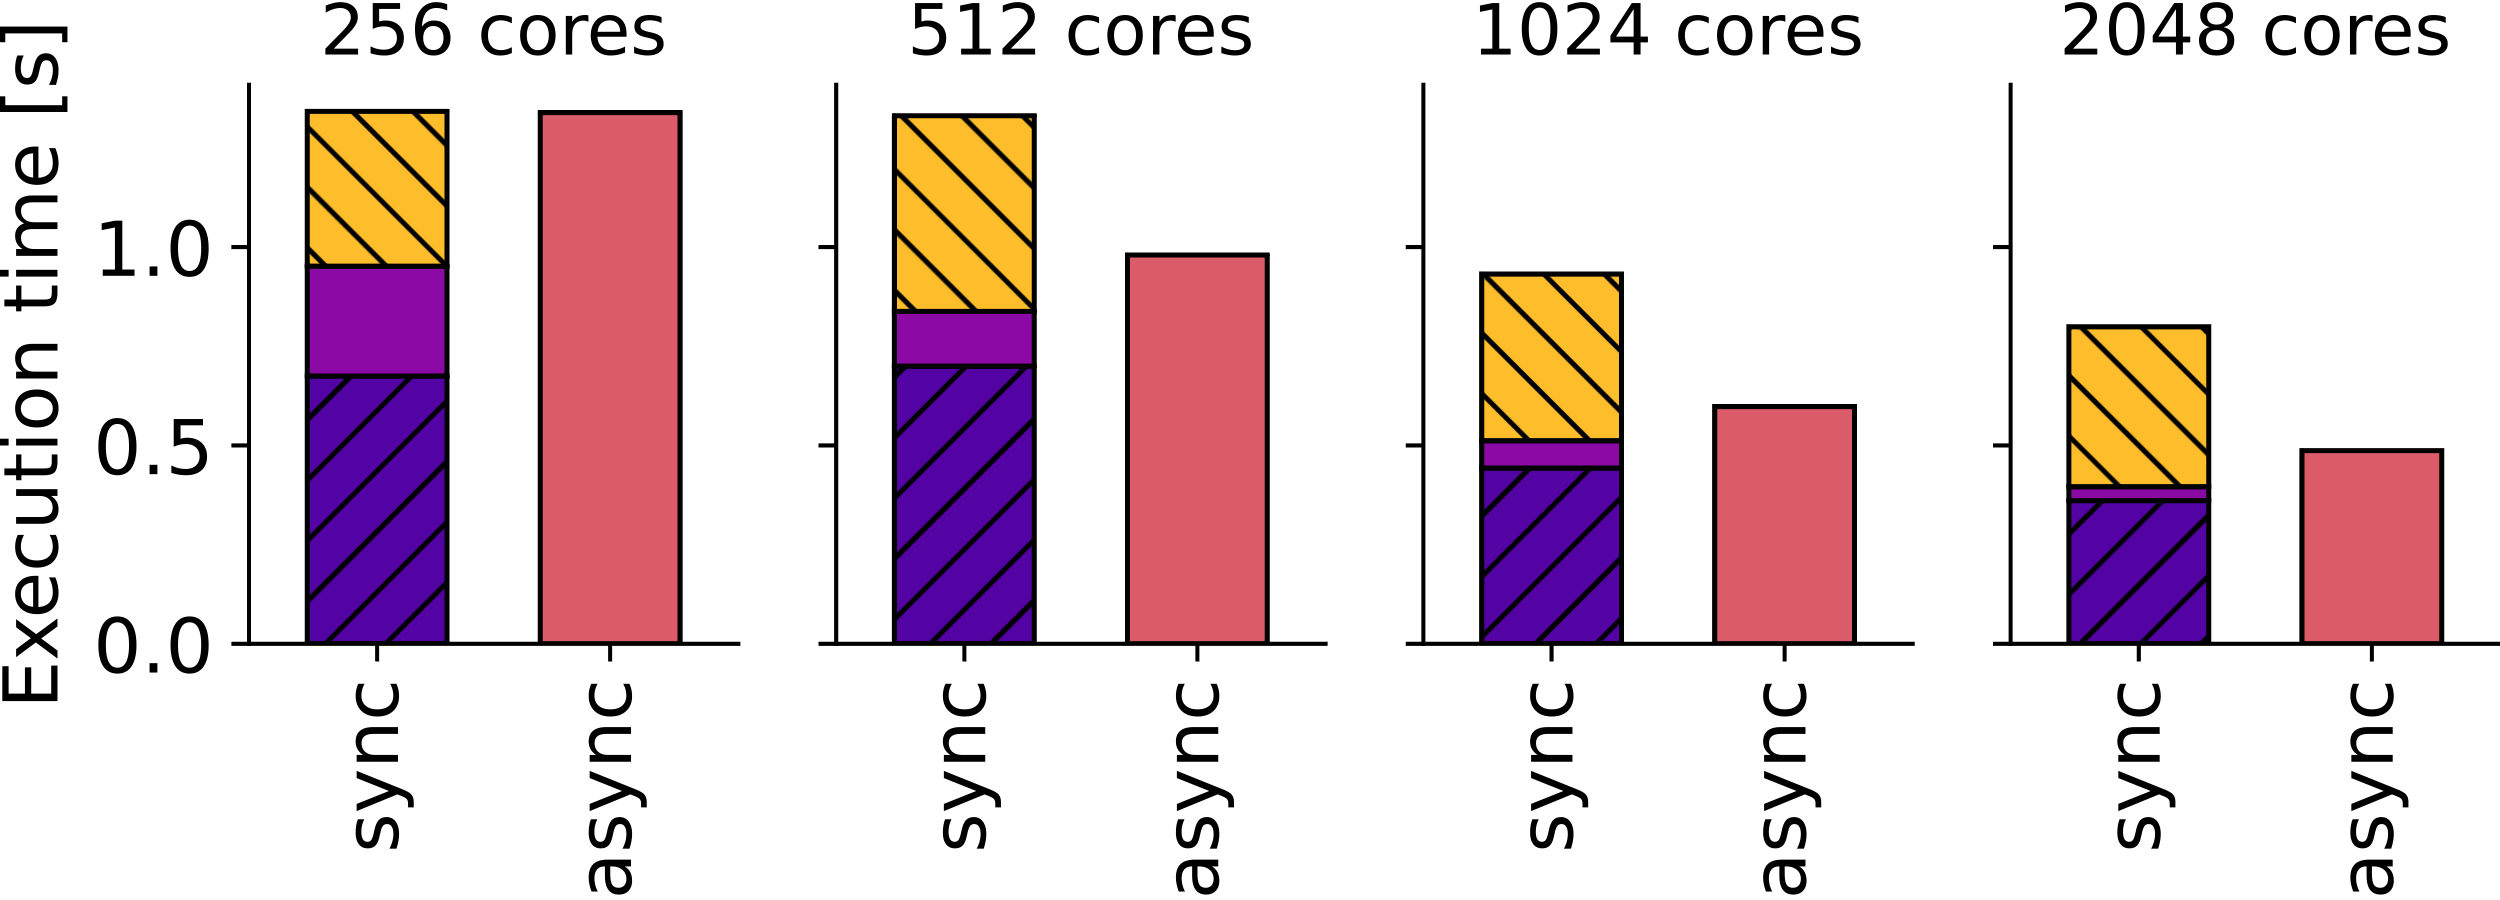 256 cores
512 cores
1024 cores
2048 cores
Execution time [s]
1.0
0.5
0.0
sync
async
sync
async
sync
async
sync
async